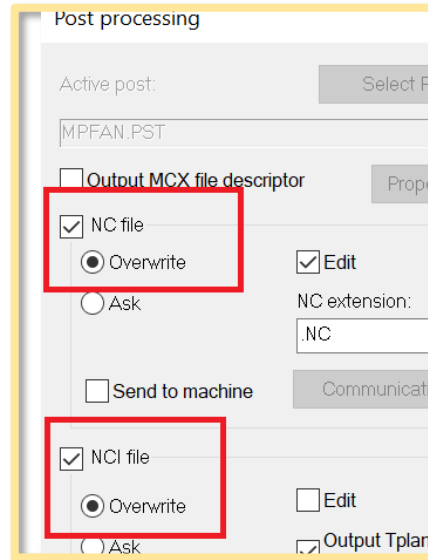 Post processing
Active post:
Select P
MPFAN.PST
Output MCX file descriptor
Prope
NC file
Overwrite
Edit
Ask
NC extension:
.NC
Send to machine
Communicati
NCI file
Overwrite
Edit
Ask
Output Tplan